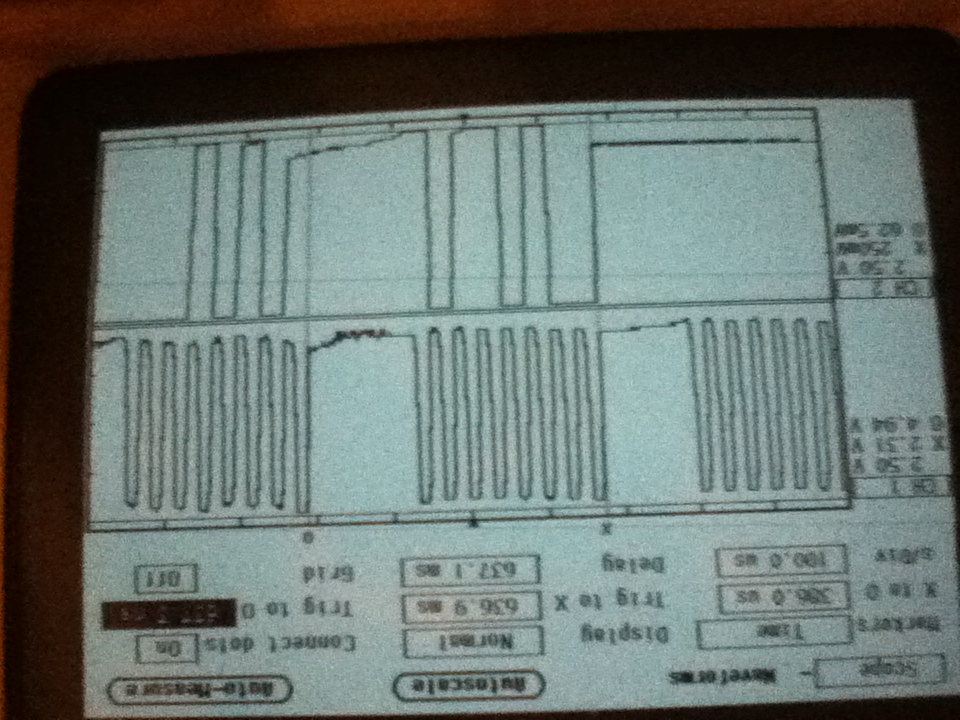 Scope Waveforms Autoscale Auto-Measure
Markers Time Display Normal Connect dots On
X to O 386.0 us Trig to X 636.9 ms Trig to O
s/Div 100.0 us Delay 637.1 ms Grid Off
X O
CH 1
2.50 V
X 2.31 V
O 4.94 V
CH 2
2.50 V
X 250mV
O 62.5mV